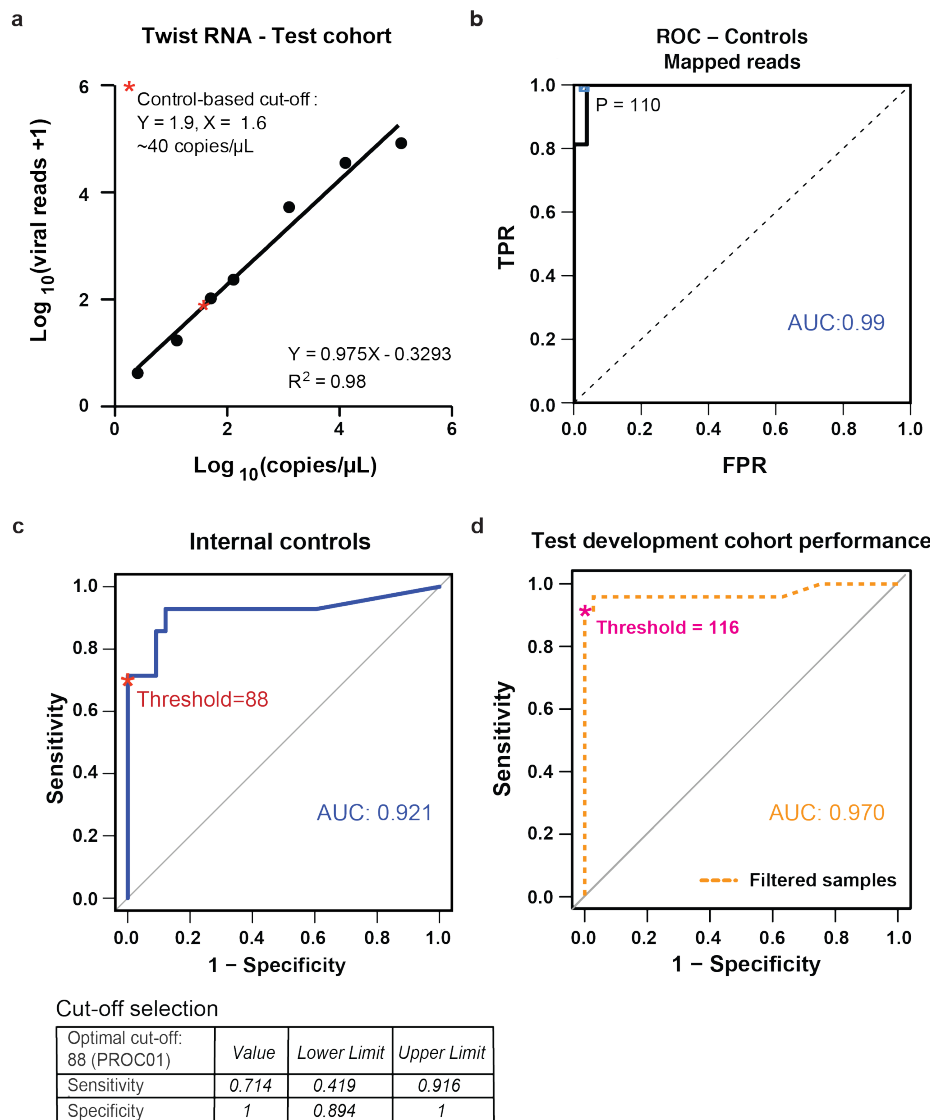 a
Twist RNA - Test cohort
*
Control-based cut-off :
Y = 1.9, X = 1.6
~40 copies/µL
6
4
2
0
*
Y = 0.975X - 0.3293
R2 = 0.98
0 2 4 6
Log 10(viral reads +1)
Log 10(copies/µL)
b
ROC – Controls
Mapped reads
1.0
0.8
0.6
0.4
0.2
0.0
P = 110
AUC:0.99
0.0 0.2 0.4 0.6 0.8 1.0
TPR
FPR
c
Internal controls
1.0
0.8
0.6
0.4
0.2
0.0
*
Threshold=88
AUC: 0.921
0.0 0.2 0.4 0.6 0.8 1.0
Sensitivity
1 – Specificity
d
Test development cohort performance
1.0
0.8
0.6
0.4
0.2
0.0
*
Threshold = 116
AUC: 0.970
Filtered samples
0.0 0.2 0.4 0.6 0.8 1.0
Sensitivity
1 – Specificity
Cut-off selection
Optimal cut-off:
88 (PROC01) Value Lower Limit Upper Limit
Sensitivity 0.714 0.419 0.916
Specificity 1 0.894 1